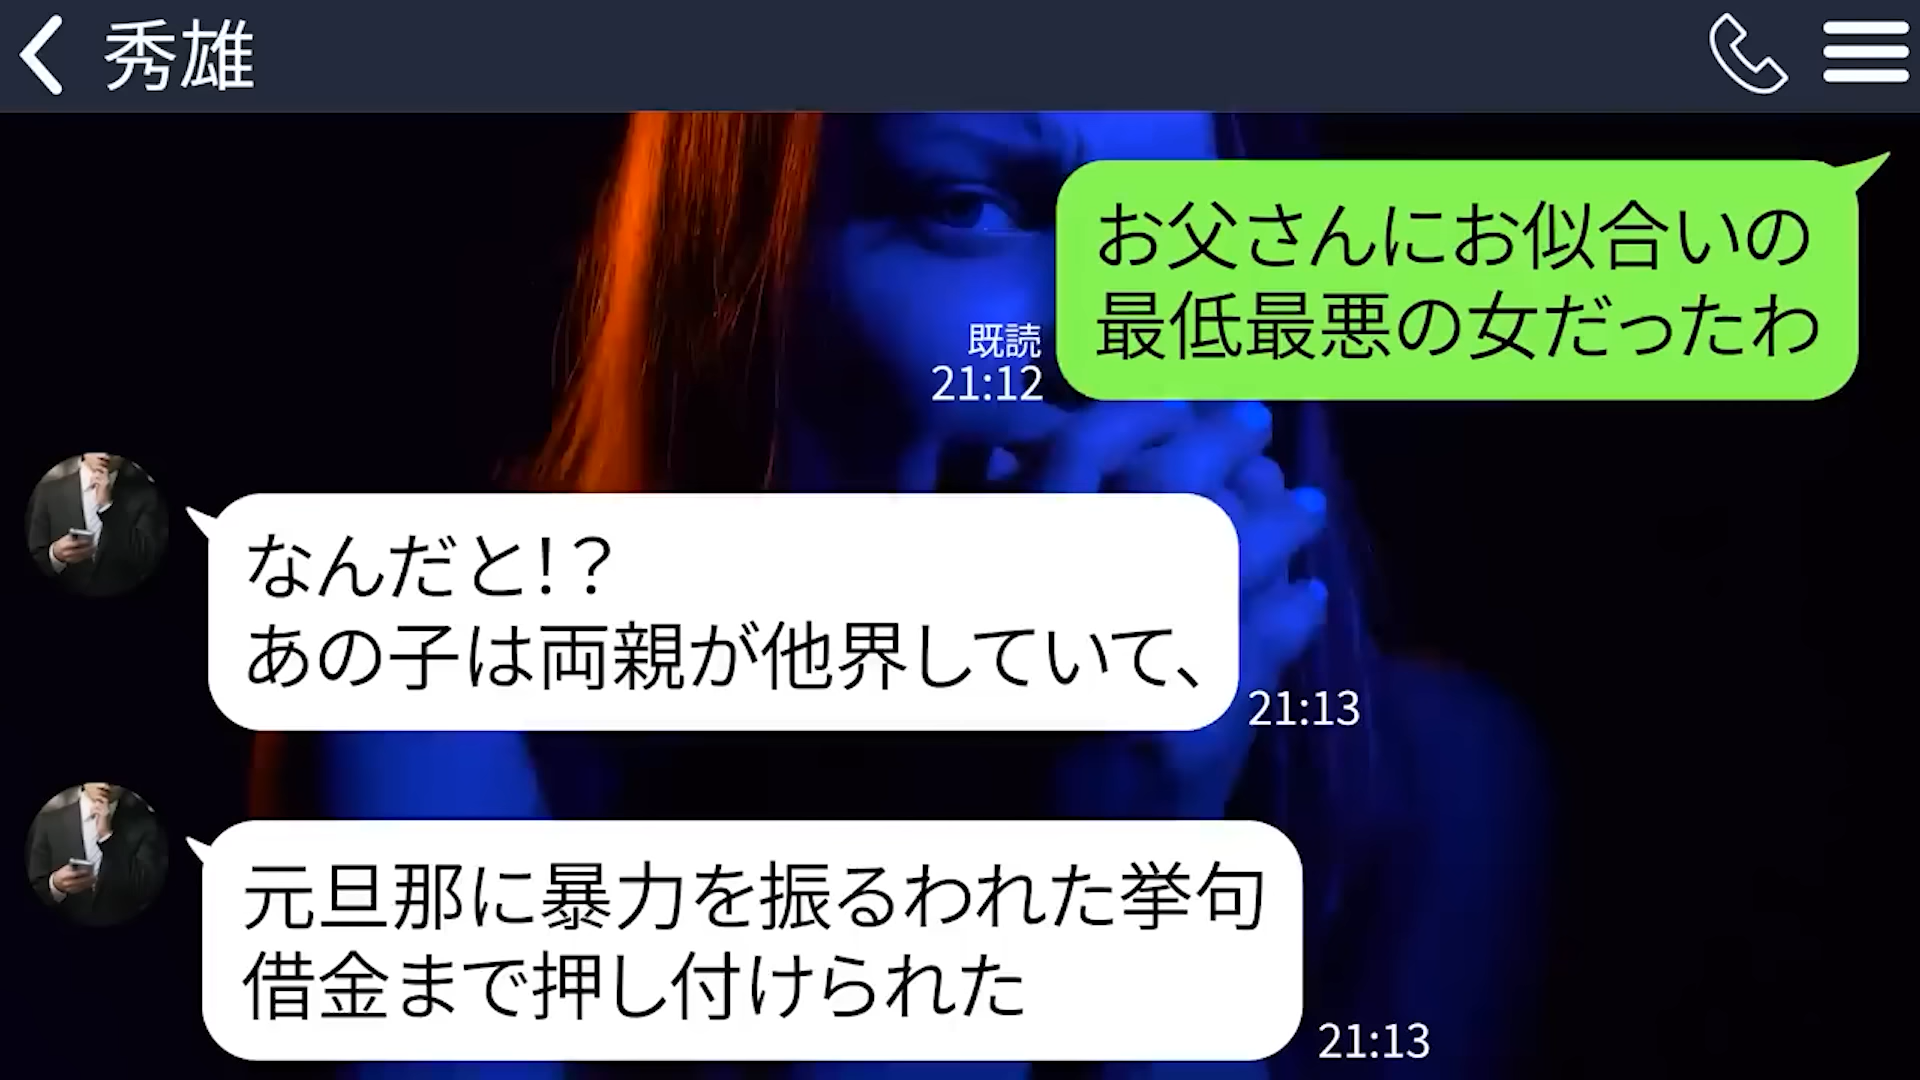 秀雄
お父さんにお似合いの
最低最悪の女だったわ
既読
21:12
なんだと!?
あの子は両親が他界していて、
21:13
元旦那に暴力を振るわれた挙句
借金まで押し付けられた
21:13